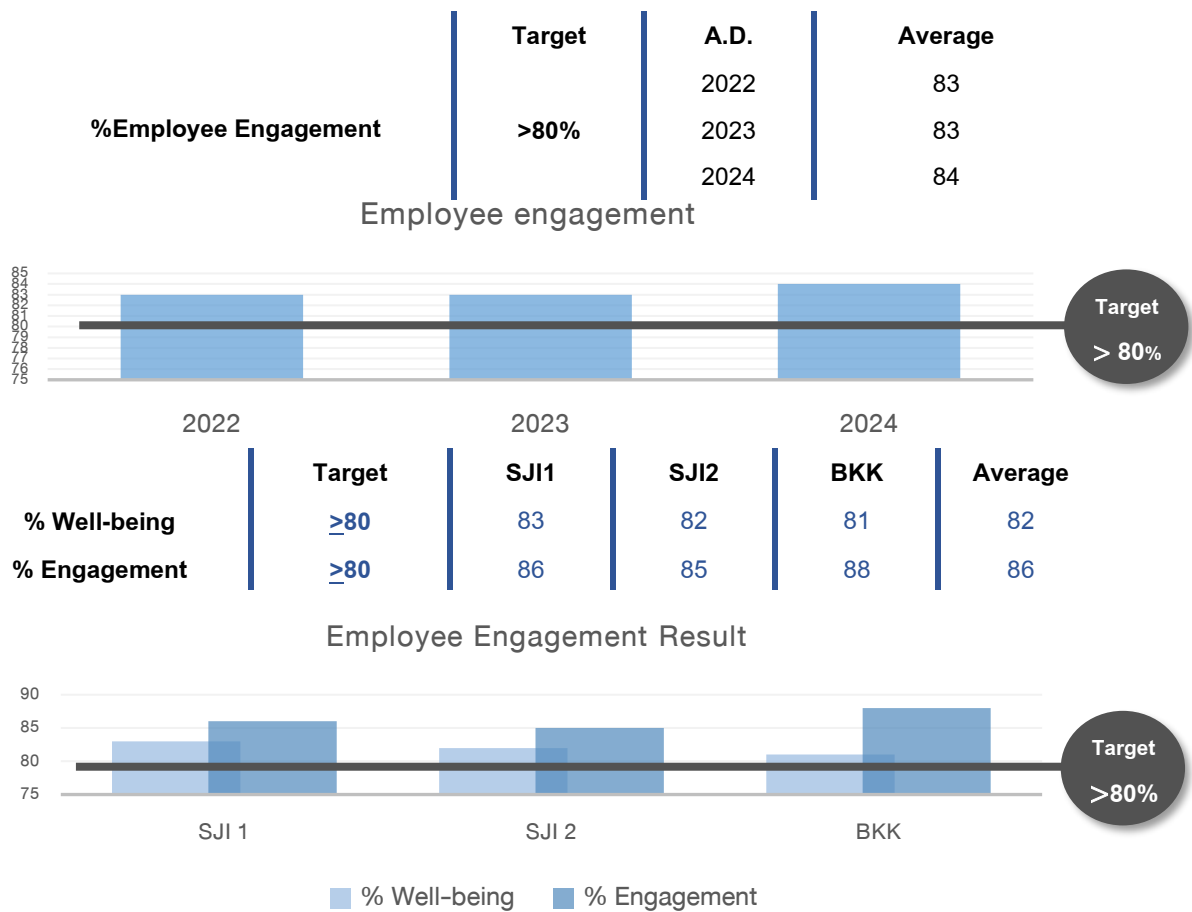 Target A.D. Average
2022 83
%Employee Engagement >80% 2023 83
2024 84
Employee engagement
85
84
83
82
81
80
79
78
77
76
75
Target
> 80%
2022 2023 2024
Target SJI1 SJI2 BKK Average
% Well-being ≥80 83 82 81 82
% Engagement ≥80 86 85 88 86
Employee Engagement Result
90
85
80
75
Target
>80%
SJI 1 SJI 2 BKK
% Well-being % Engagement